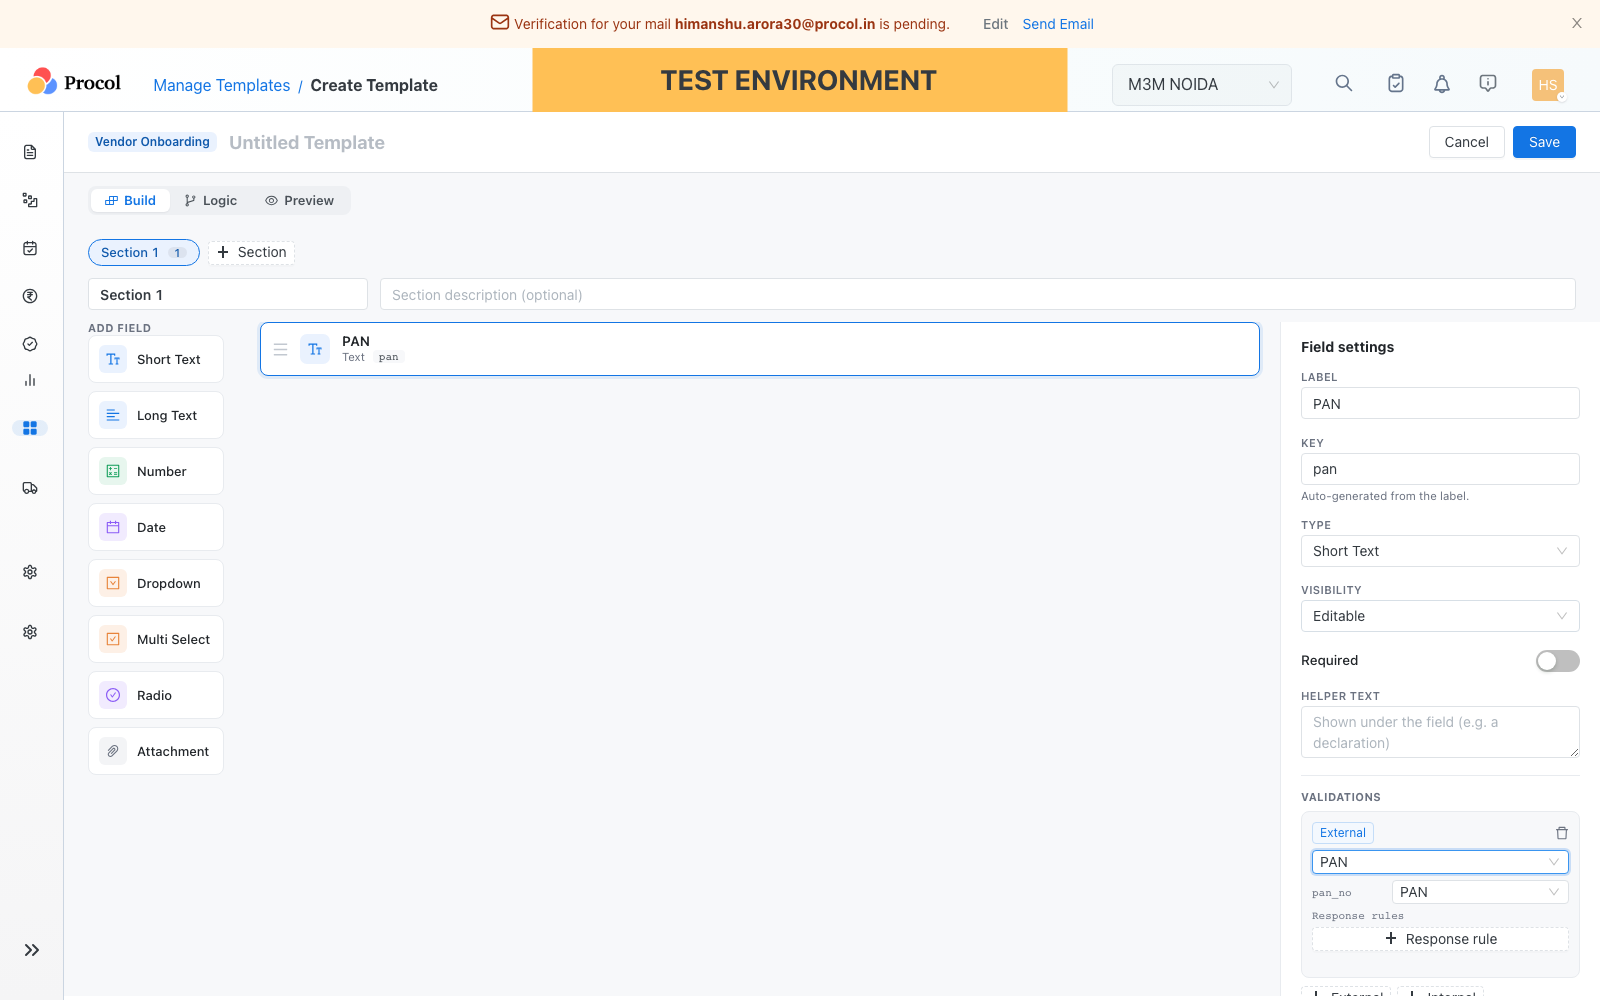 Verification for your mail himanshu.arora30@procol.in is pending. Edit Send Email
Procol
Manage Templates / Create Template
TEST ENVIRONMENT
M3M NOIDA
HS
Vendor Onboarding Untitled Template
Cancel Save
Build Logic Preview
Section 1 1 + Section
Section 1 Section description (optional)
ADD FIELD
Short Text
Long Text
Number
Date
Dropdown
Multi Select
Radio
Attachment
PAN
Text pan
Field settings
LABEL
PAN
KEY
pan
Auto-generated from the label.
TYPE
Short Text
VISIBILITY
Editable
Required
HELPER TEXT
Shown under the field (e.g. a
declaration)
VALIDATIONS
External
PAN
pan_no PAN
Response rules
+ Response rule
+ External + Internal